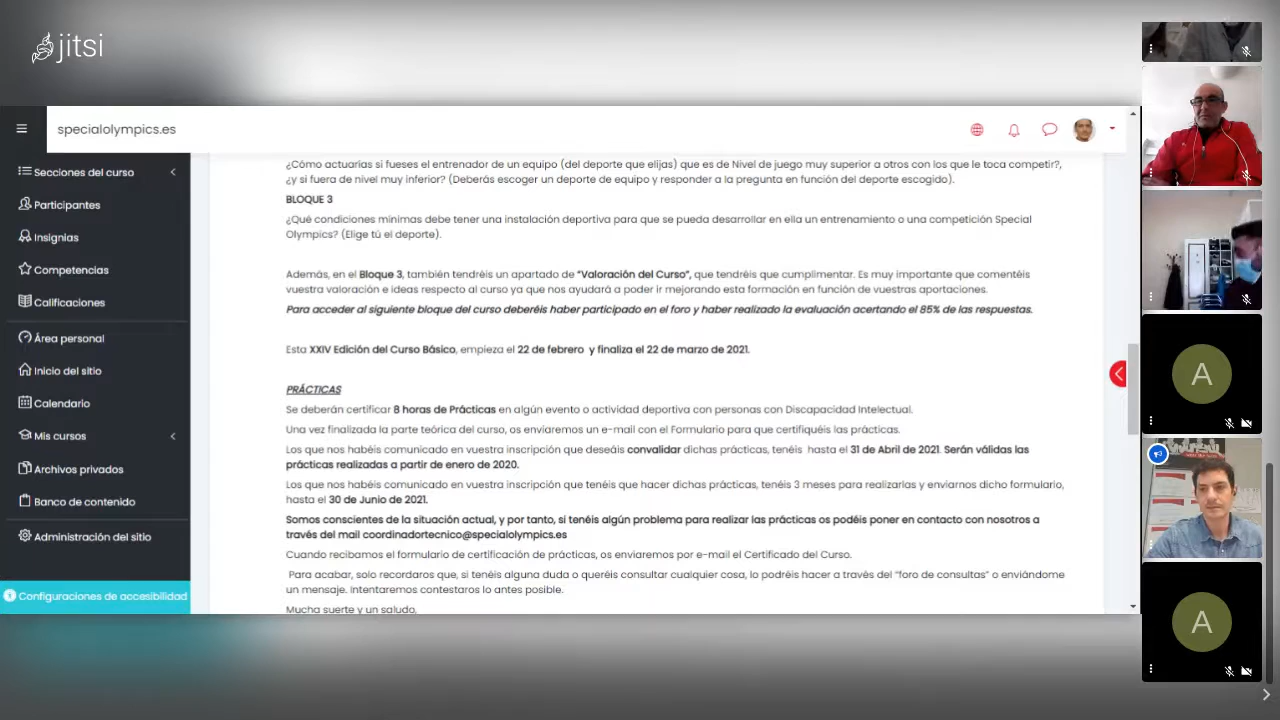 jitsi
specialolympics.es
Secciones del curso
Participantes
Insignias
Competencias
Calificaciones
Área personal
Inicio del sitio
Calendario
Mis cursos
Archivos privados
Banco de contenido
Administración del sitio
Configuraciones de accesibilidad
¿Cómo actuarías si fueses el entrenador de un equipo (del deporte que elijas) que es de Nivel de juego muy superior a otros con los que le toca competir?,
¿y si fuera de nivel muy inferior? (Deberás escoger un deporte de equipo y responder a la pregunta en función del deporte escogido).
BLOQUE 3
¿Qué condiciones mínimas debe tener una instalación deportiva para que se pueda desarrollar en ella un entrenamiento o una competición Special
Olympics? (Elige tú el deporte).
Además, en el Bloque 3, también tendréis un apartado de “Valoración del Curso”, que tendréis que cumplimentar. Es muy importante que comentéis
vuestra valoración e ideas respecto al curso ya que nos ayudará a poder ir mejorando esta formación en función de vuestras aportaciones.
Para acceder al siguiente bloque del curso deberéis haber participado en el foro y haber realizado la evaluación acertando el 85% de las respuestas.
Esta XXIV Edición del Curso Básico, empieza el 22 de febrero y finaliza el 22 de marzo de 2021.
PRÁCTICAS
Se deberán certificar 8 horas de Prácticas en algún evento o actividad deportiva con personas con Discapacidad Intelectual.
Una vez finalizada la parte teórica del curso, os enviaremos un e-mail con el Formulario para que certifiquéis las prácticas.
Los que nos habéis comunicado en vuestra inscripción que deseáis convalidar dichas prácticas, tenéis hasta el 31 de Abril de 2021. Serán válidas las
prácticas realizadas a partir de enero de 2020.
Los que nos habéis comunicado en vuestra inscripción que tenéis que hacer dichas prácticas, tenéis 3 meses para realizarlas y enviarnos dicho formulario,
hasta el 30 de Junio de 2021.
Somos conscientes de la situación actual, y por tanto, si tenéis algún problema para realizar las prácticas os podéis poner en contacto con nosotros a
través del mail coordinadortecnico@specialolympics.es
Cuando recibamos el formulario de certificación de prácticas, os enviaremos por e-mail el Certificado del Curso.
Para acabar, solo recordaros que, si tenéis alguna duda o queréis consultar cualquier cosa, lo podréis hacer a través del “foro de consultas” o enviándome
un mensaje. Intentaremos contestaros lo antes posible.
Mucha suerte y un saludo,
A
A